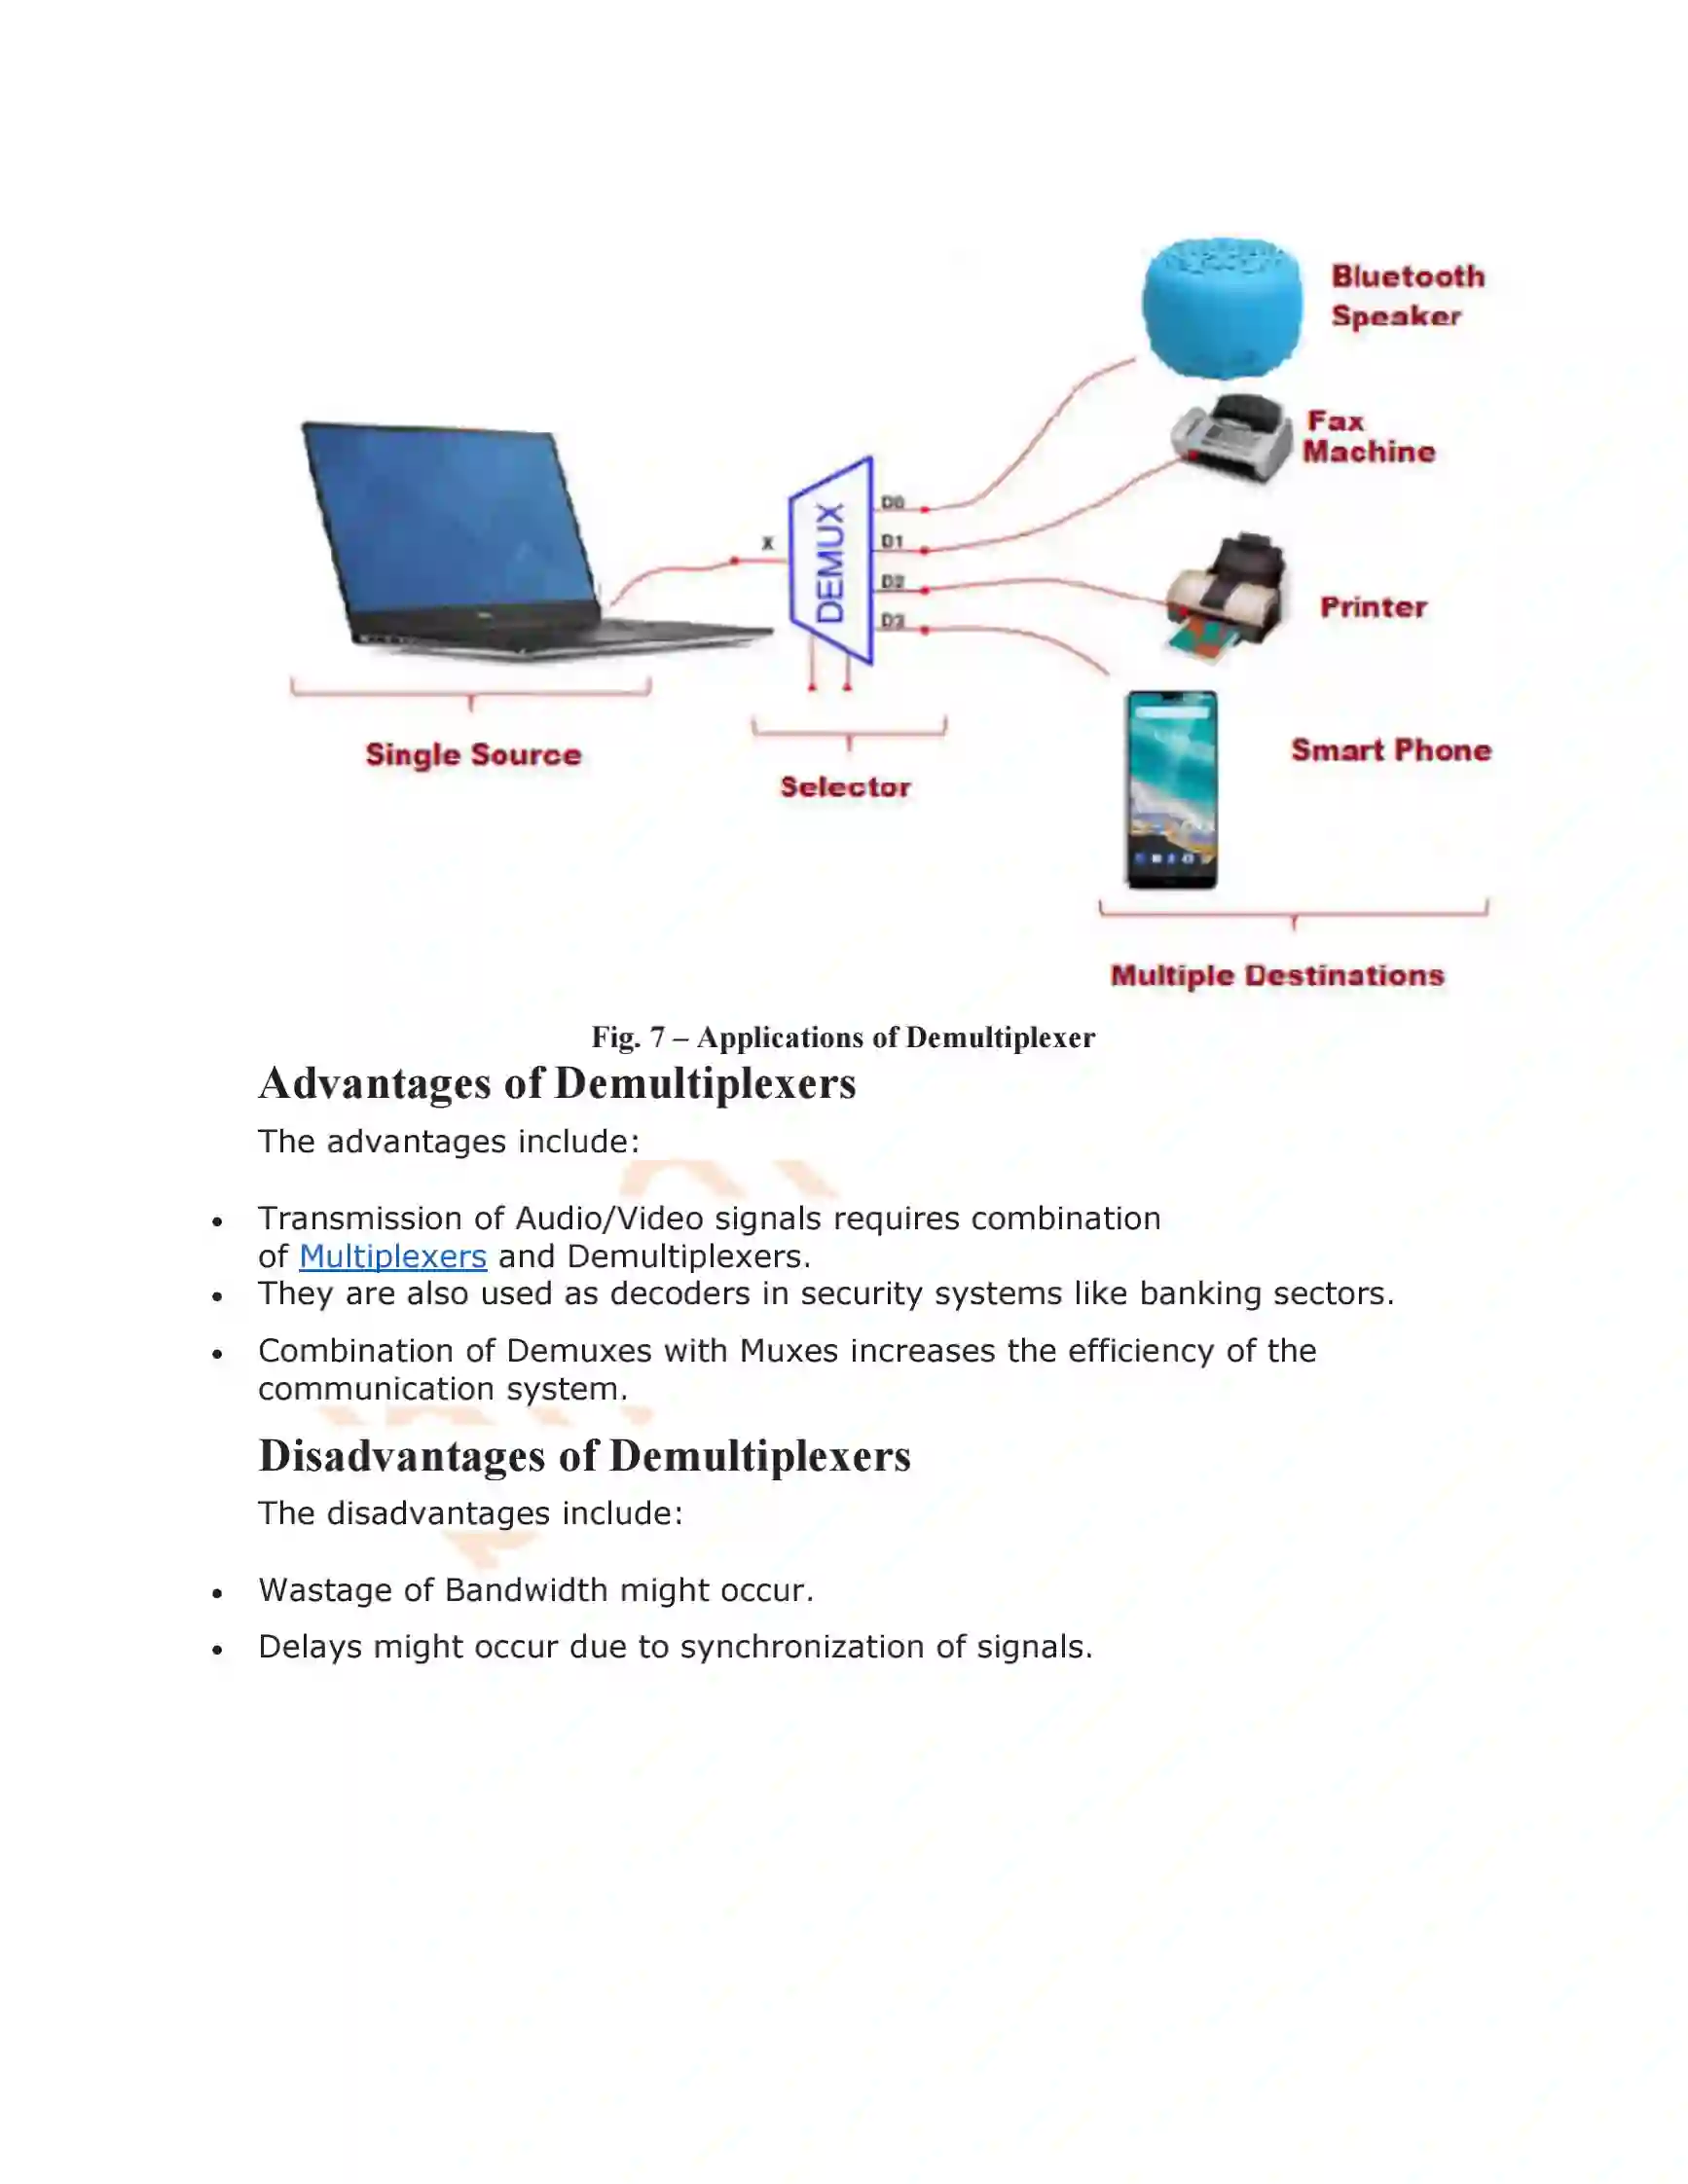 Bluetooth
Speaker
Fax
Machine
D0
X
DEMUX
D1
D2
Printer
D3
Smart Phone
Single Source
Selector
Multiple Destinations
Fig. 7 – Applications of Demultiplexer
Advantages of Demultiplexers
The advantages include:
• Transmission of Audio/Video signals requires combination
of Multiplexers and Demultiplexers.
• They are also used as decoders in security systems like banking sectors.
• Combination of Demuxes with Muxes increases the efficiency of the
communication system.
Disadvantages of Demultiplexers
The disadvantages include:
• Wastage of Bandwidth might occur.
• Delays might occur due to synchronization of signals.